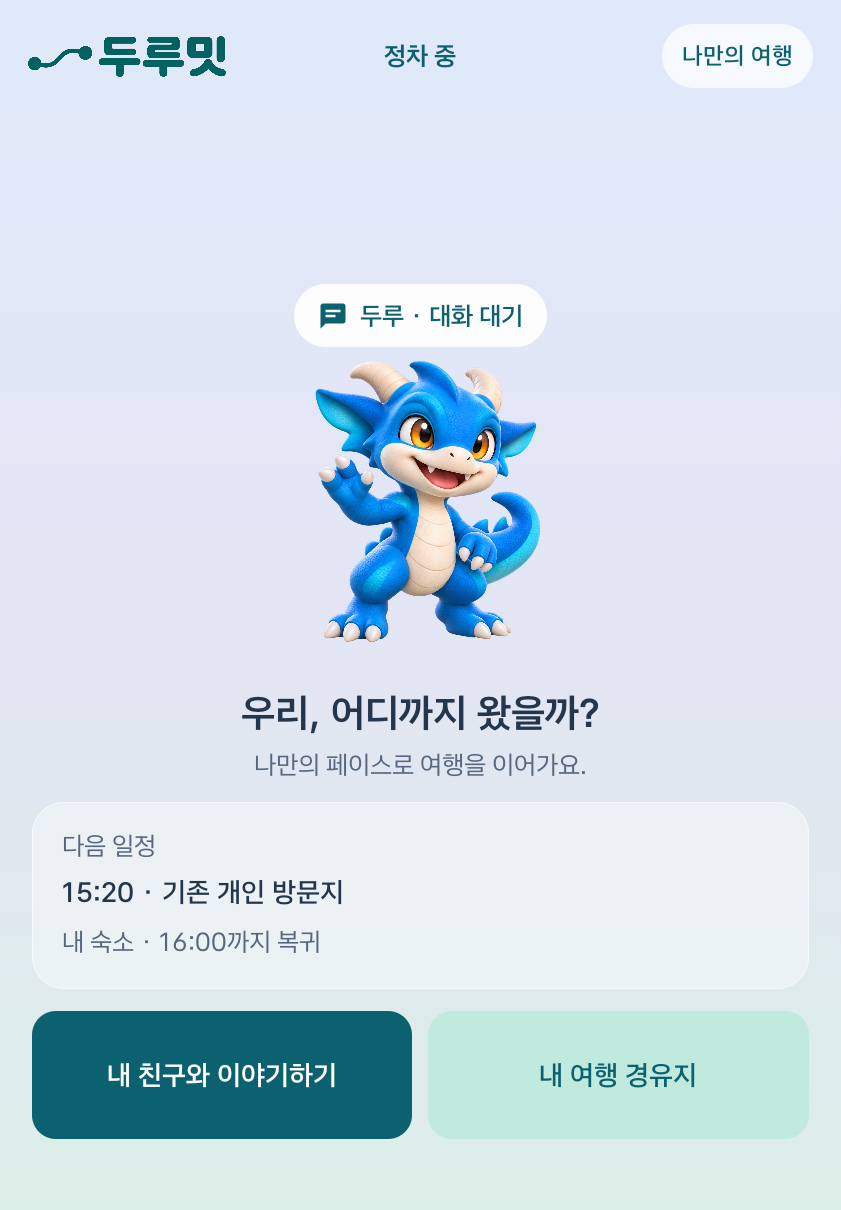 두루밋
정차 중
나만의 여행
두루 · 대화 대기
우리, 어디까지 왔을까?
나만의 페이스로 여행을 이어가요.
다음 일정
15:20 · 기존 개인 방문지
내 숙소 · 16:00까지 복귀
내 친구와 이야기하기
내 여행 경유지